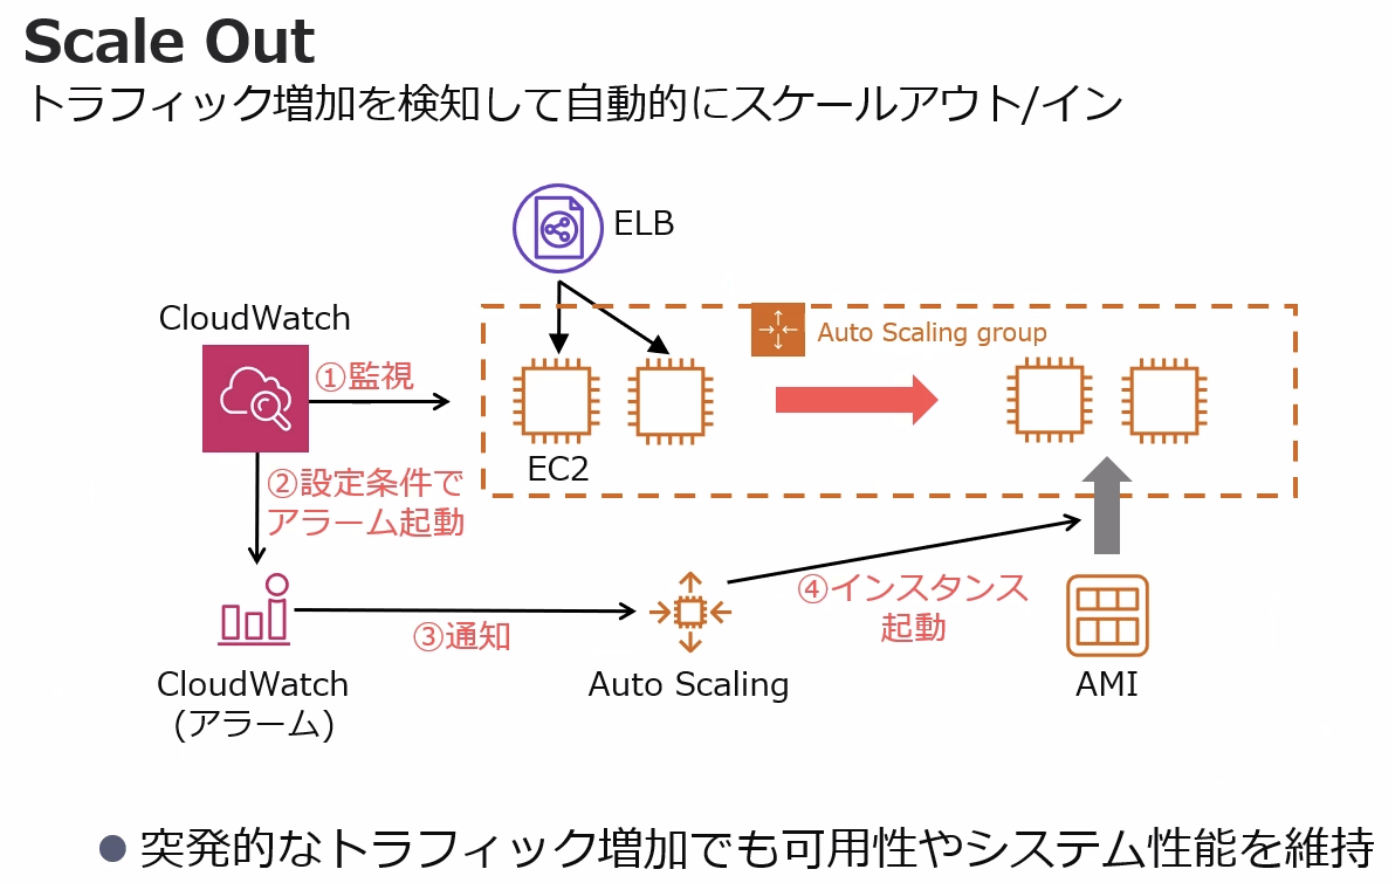 Scale Out
トラフィック増加を検知して自動的にスケールアウト/イン
ELB
CloudWatch
Auto Scaling group
①監視
EC2
②設定条件で
アラーム起動
③通知
④インスタンス
起動
CloudWatch
(アラーム)
Auto Scaling
AMI
● 突発的なトラフィック増加でも可用性やシステム性能を維持